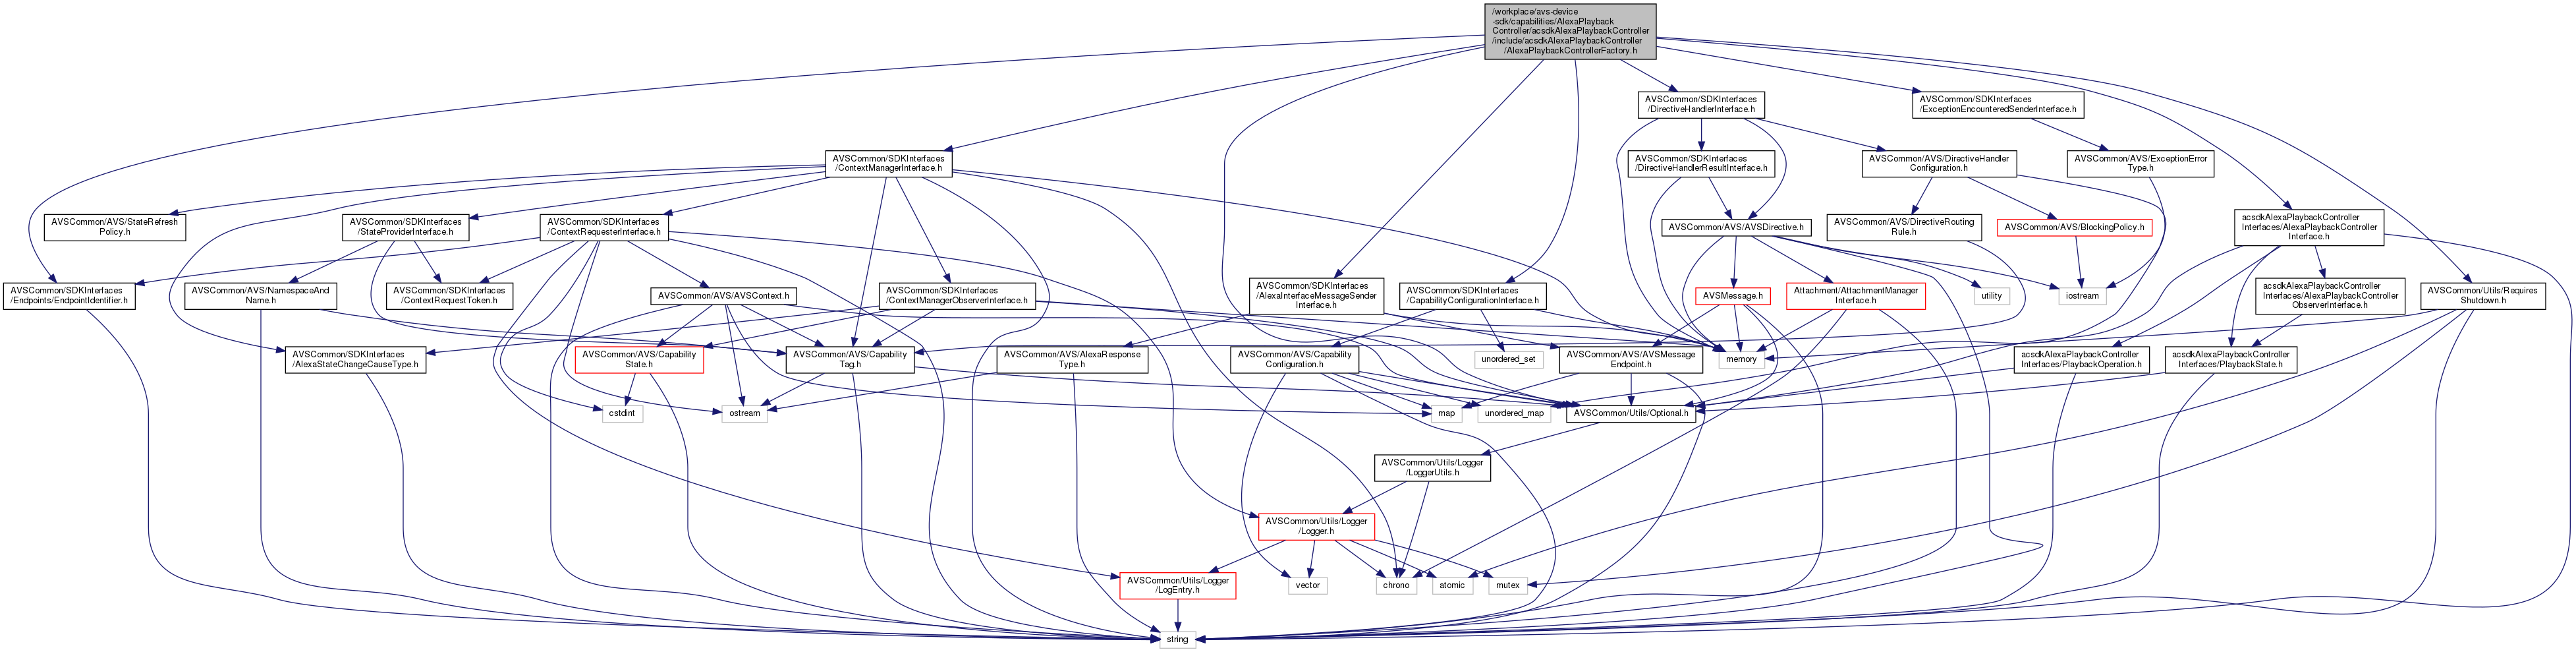 /workplace/avs-device
-sdk/capabilities/AlexaPlayback
Controller/acsdkAlexaPlaybackController
/include/acsdkAlexaPlaybackController
/AlexaPlaybackControllerFactory.h
AVSCommon/SDKInterfaces
/DirectiveHandlerInterface.h
AVSCommon/SDKInterfaces
/ExceptionEncounteredSenderInterface.h
AVSCommon/SDKInterfaces
/ContextManagerInterface.h
AVSCommon/SDKInterfaces
/DirectiveHandlerResultInterface.h
AVSCommon/AVS/DirectiveHandler
Configuration.h
AVSCommon/AVS/ExceptionError
Type.h
AVSCommon/AVS/StateRefresh
Policy.h
AVSCommon/SDKInterfaces
/StateProviderInterface.h
AVSCommon/SDKInterfaces
/ContextRequesterInterface.h
AVSCommon/AVS/AVSDirective.h
AVSCommon/AVS/DirectiveRouting
Rule.h
AVSCommon/AVS/BlockingPolicy.h
acsdkAlexaPlaybackController
Interfaces/AlexaPlaybackController
Interface.h
AVSCommon/SDKInterfaces
/Endpoints/EndpointIdentifier.h
AVSCommon/AVS/NamespaceAnd
Name.h
AVSCommon/SDKInterfaces
/ContextRequestToken.h
AVSCommon/AVS/AVSContext.h
AVSCommon/SDKInterfaces
/ContextManagerObserverInterface.h
AVSCommon/SDKInterfaces
/AlexaInterfaceMessageSender
Interface.h
AVSCommon/SDKInterfaces
/CapabilityConfigurationInterface.h
AVSMessage.h
Attachment/AttachmentManager
Interface.h
utility
iostream
acsdkAlexaPlaybackController
Interfaces/AlexaPlaybackController
ObserverInterface.h
AVSCommon/Utils/Requires
Shutdown.h
AVSCommon/SDKInterfaces
/AlexaStateChangeCauseType.h
AVSCommon/AVS/Capability
State.h
AVSCommon/AVS/Capability
Tag.h
AVSCommon/AVS/AlexaResponse
Type.h
AVSCommon/AVS/Capability
Configuration.h
unordered_set
AVSCommon/AVS/AVSMessage
Endpoint.h
memory
acsdkAlexaPlaybackController
Interfaces/PlaybackOperation.h
acsdkAlexaPlaybackController
Interfaces/PlaybackState.h
cstdint
ostream
map
unordered_map
AVSCommon/Utils/Optional.h
AVSCommon/Utils/Logger
/LoggerUtils.h
AVSCommon/Utils/Logger
/Logger.h
AVSCommon/Utils/Logger
/LogEntry.h
vector
chrono
atomic
mutex
string